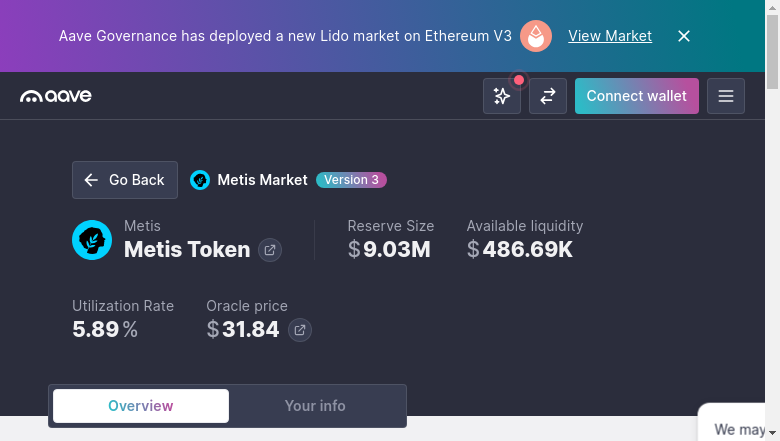 Aave Governance has deployed a new Lido market on Ethereum V3 View Market
aave
Connect wallet
Go Back
Metis Market
Version 3
Metis
Metis Token
Reserve Size
$9.03M
Available liquidity
$486.69K
Utilization Rate
5.89%
Oracle price
$31.84
Overview
Your info
We may